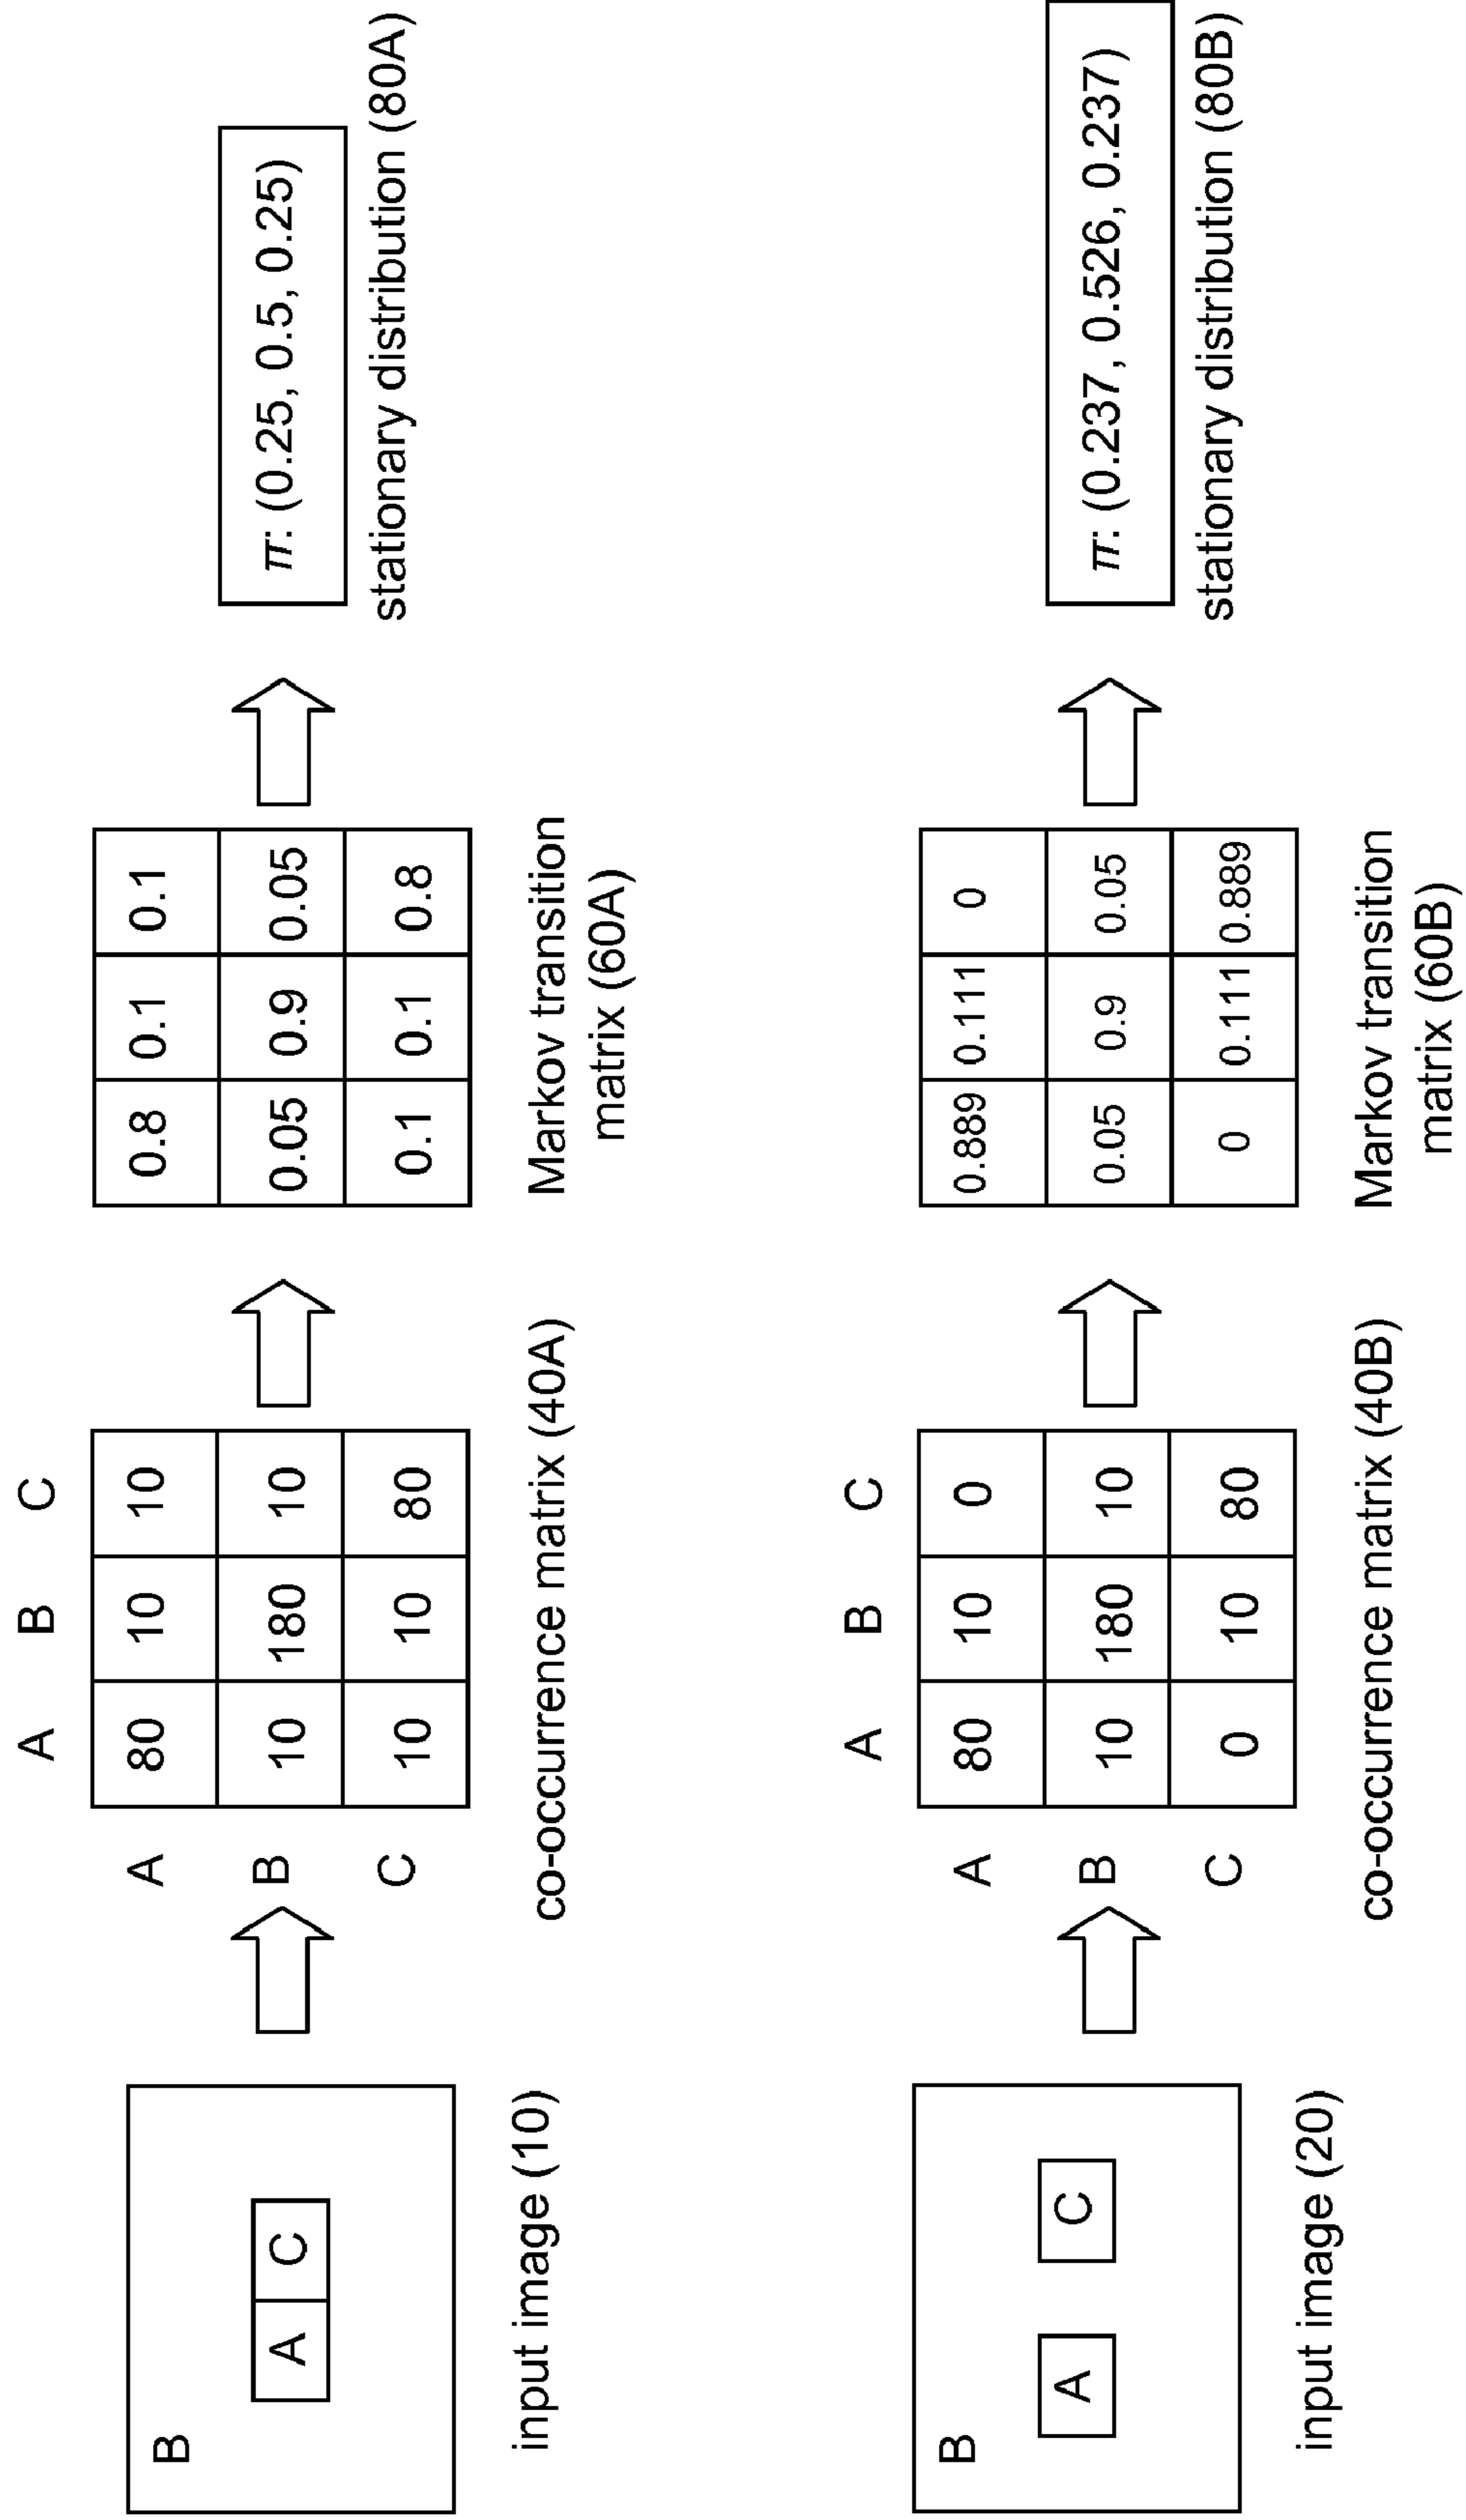 B
A C
input image (10)
A B C
A 80 10 10
B 10 180 10
C 10 10 80
co-occurrence matrix (40A)
0.8 0.1 0.1
0.05 0.9 0.05
0.1 0.1 0.8
Markov transition
matrix (60A)
π: (0.25, 0.5, 0.25)
stationary distribution (80A)
B
A C
input image (20)
A B C
A 80 10 0
B 10 180 10
C 0 10 80
co-occurrence matrix (40B)
0.889 0.111 0
0.05 0.9 0.05
0 0.111 0.889
Markov transition
matrix (60B)
π: (0.237, 0.526, 0.237)
stationary distribution (80B)